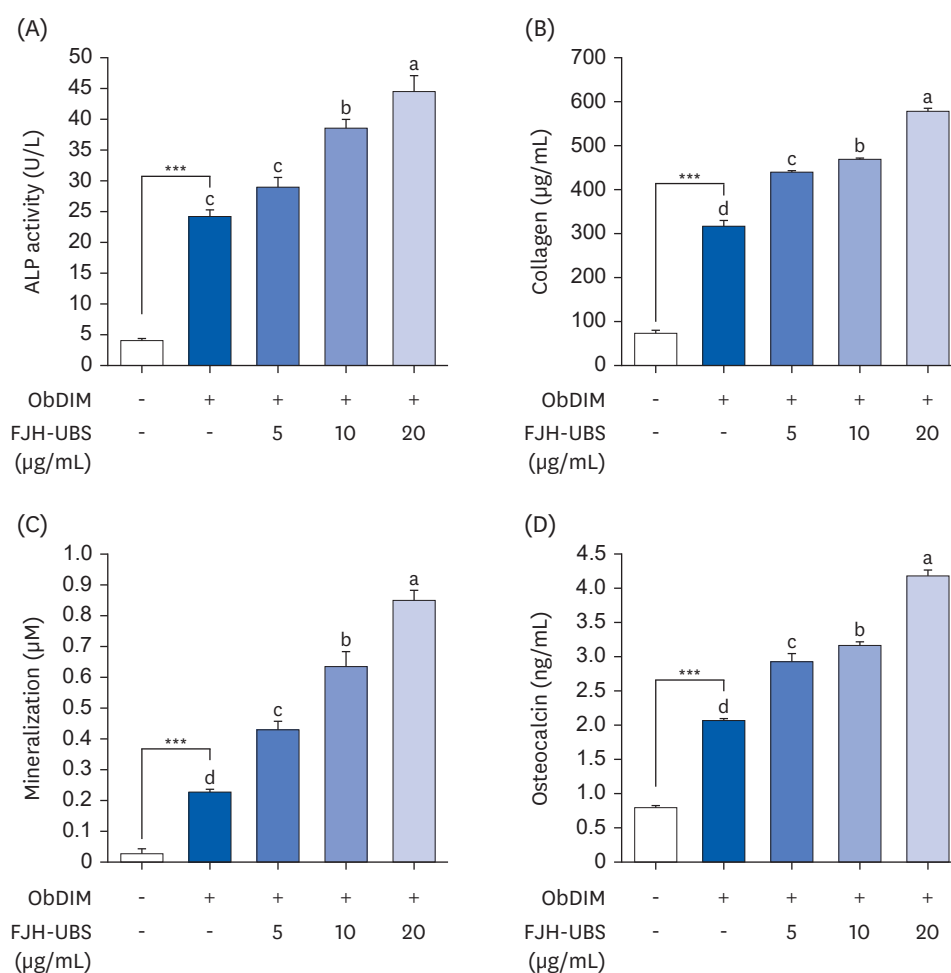 (A)
50
45
40
35
30
25
20
15
10
5
0
ALP activity (U/L)
***
c
c
b
a
ObDIM - + + + +
FJH-UBS - - 5 10 20
(µg/mL)
(B)
700
600
500
400
300
200
100
0
Collagen (µg/mL)
***
d
c
b
a
ObDIM - + + + +
FJH-UBS - - 5 10 20
(µg/mL)
(C)
1.0
0.9
0.8
0.7
0.6
0.5
0.4
0.3
0.2
0.1
0
Mineralization (µM)
***
d
c
b
a
ObDIM - + + + +
FJH-UBS - - 5 10 20
(µg/mL)
(D)
4.5
4.0
3.5
3.0
2.5
2.0
1.5
1.0
0.5
0
Osteocalcin (ng/mL)
***
d
c
b
a
ObDIM - + + + +
FJH-UBS - - 5 10 20
(µg/mL)